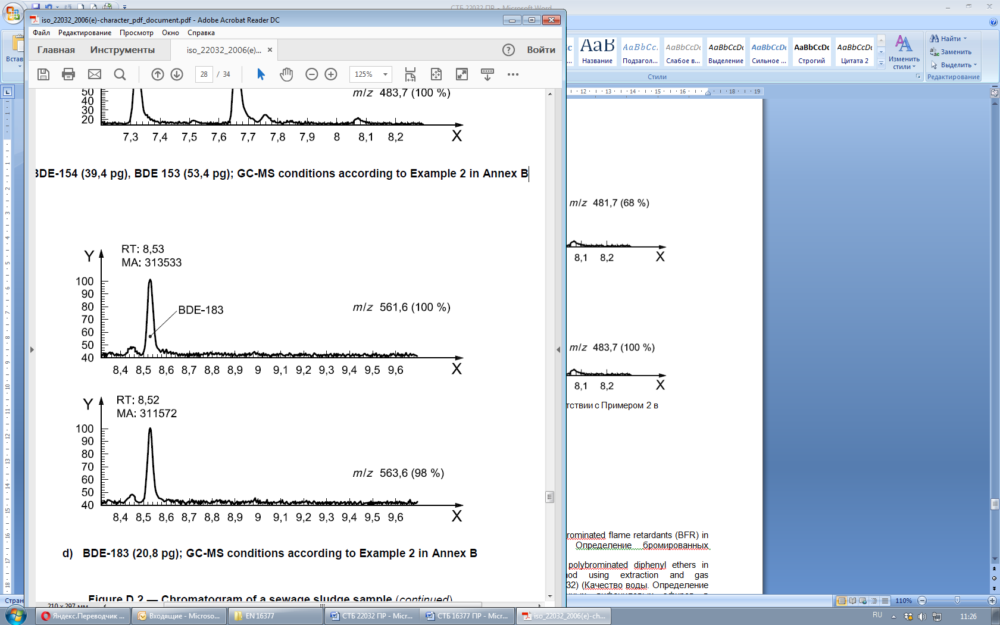 СТБ 22032 ПР - Microsoft Word
iso_22032_2006(e)-character_pdf_document.pdf - Adobe Acrobat Reader DC
Файл Редактирование Просмотр Окно Справка
Главная Инструменты iso_22032_2006(e)... × ? Войти
28 / 34 125%
50 m/z 483,7 (100 %)
40
30
20
7,3 7,4 7,5 7,6 7,7 7,8 7,9 8 8,1 8,2 X
BDE-154 (39,4 pg), BDE 153 (53,4 pg); GC-MS conditions according to Example 2 in Annex B
RT: 8,53
Y MA: 313533
100
90
80 BDE-183 m/z 561,6 (100 %)
70
60
50
40
8,4 8,5 8,6 8,7 8,8 8,9 9 9,1 9,2 9,3 9,4 9,5 9,6 X
RT: 8,52
Y MA: 311572
100
90
80
70 m/z 563,6 (98 %)
60
50
40
8,4 8,5 8,6 8,7 8,8 8,9 9 9,1 9,2 9,3 9,4 9,5 9,6 X
d) BDE-183 (20,8 pg); GC-MS conditions according to Example 2 in Annex B
Figure D.2 — Chromatogram of a sewage sludge sample (continued)
210 x 297 мм
Встав
AaB AaBbCc. AaBbCcDc AaBbCcDc AaBbCcDc AaBbCcDc AaBbCcDc
Название Подзагол... Слабое в... Выделение Сильное ... Строгий Цитата 2
Изменить стили
Найти
Заменить
Выделить
Стили Редактирование
12 13 14 15 16 18 19
m/z 481,7 (68 %)
8,1 8,2 X
m/z 483,7 (100 %)
8,1 8,2 X
тствии с Примером 2 в
rominated flame retardants (BFR) in
Определение бромированных
polybrominated diphenyl ethers in
od using extraction and gas
32) (Качество воды. Определение
Стран 110%
Яндекс.Переводчик ... Входящие - Microso... EN 16377 СТБ 22032 ПР - Micr... СТБ 16377 ПР - Micr... iso_22032_2006(e)-ch... RU 11:26